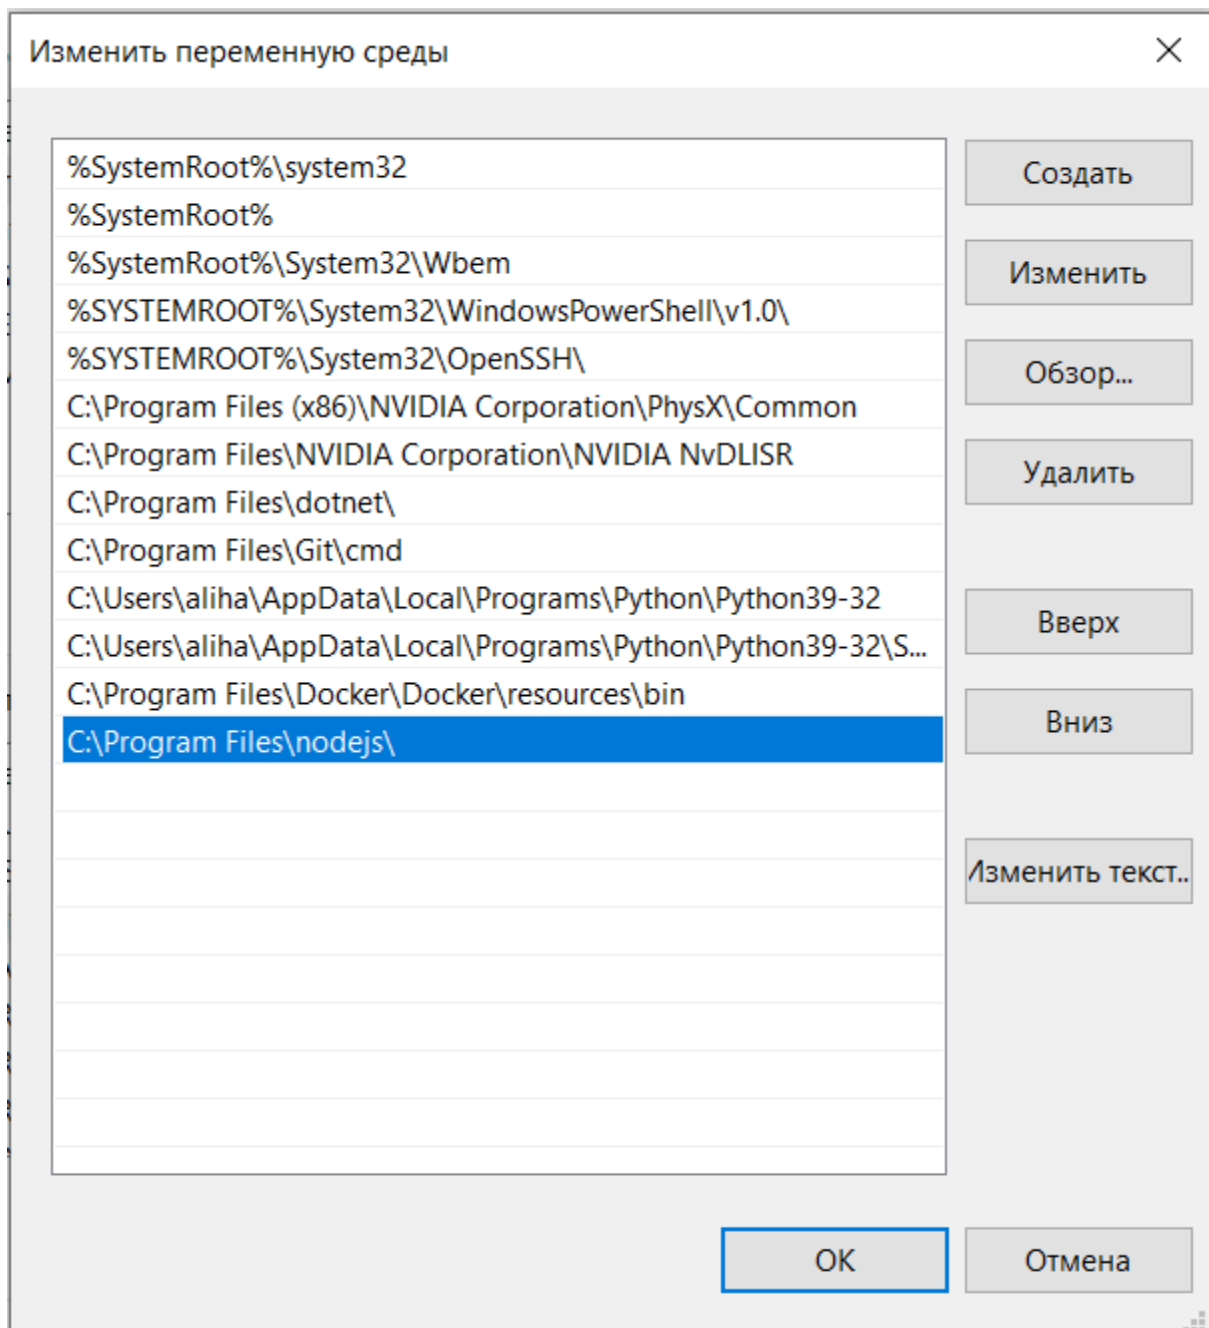 Изменить переменную среды
%SystemRoot%\system32
%SystemRoot%
%SystemRoot%\System32\Wbem
%SYSTEMROOT%\System32\WindowsPowerShell\v1.0\
%SYSTEMROOT%\System32\OpenSSH\
C:\Program Files (x86)\NVIDIA Corporation\PhysX\Common
C:\Program Files\NVIDIA Corporation\NVIDIA NvDLISR
C:\Program Files\dotnet\
C:\Program Files\Git\cmd
C:\Users\aliha\AppData\Local\Programs\Python\Python39-32
C:\Users\aliha\AppData\Local\Programs\Python\Python39-32\S...
C:\Program Files\Docker\Docker\resources\bin
C:\Program Files\nodejs\
Создать
Изменить
Обзор...
Удалить
Вверх
Вниз
Изменить текст..
OK
Отмена